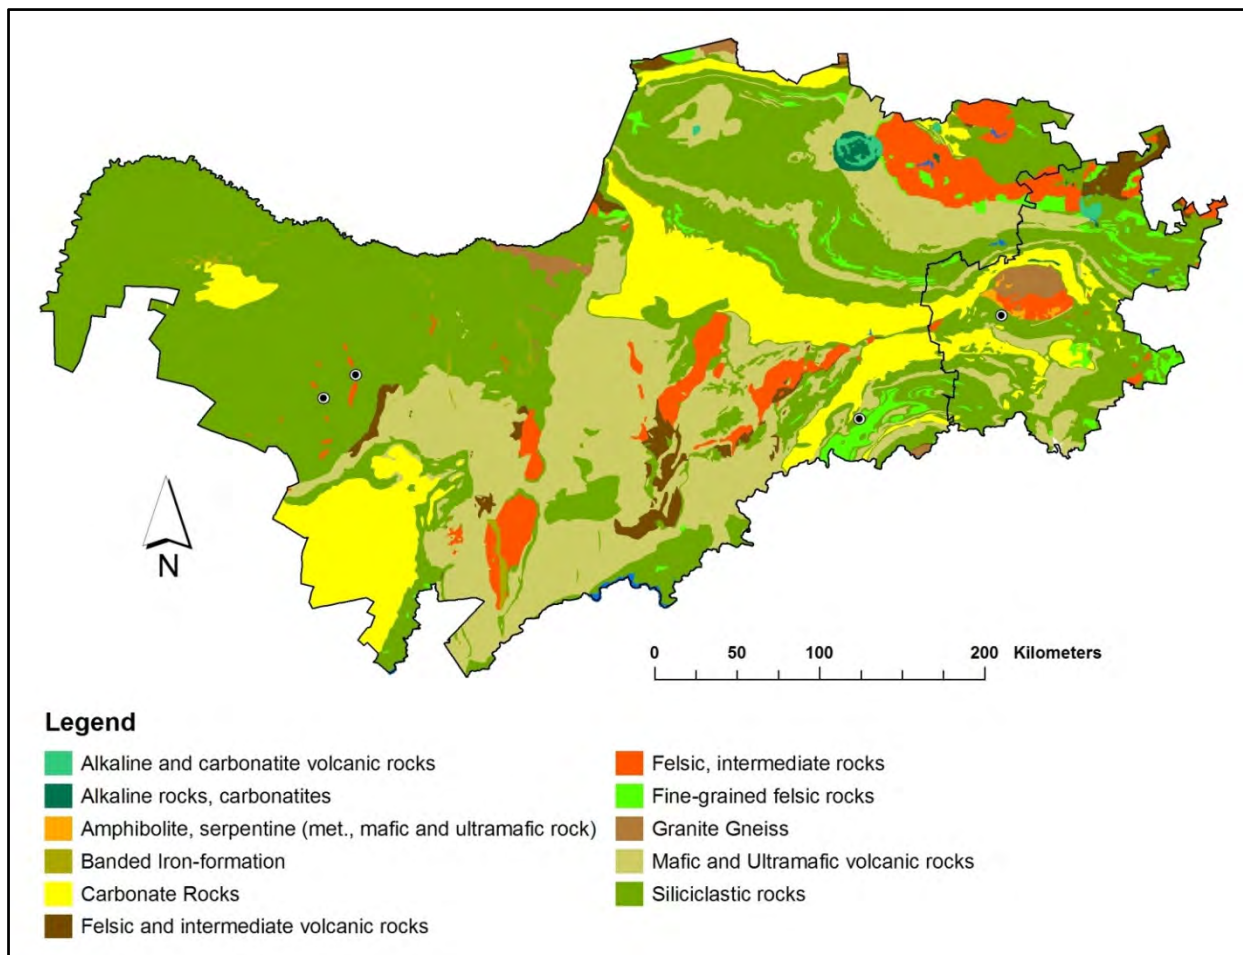 N
0 50 100 200 Kilometers
Legend
Alkaline and carbonatite volcanic rocks
Alkaline rocks, carbonatites
Amphibolite, serpentine (met., mafic and ultramafic rock)
Banded Iron-formation
Carbonate Rocks
Felsic and intermediate volcanic rocks
Felsic, intermediate rocks
Fine-grained felsic rocks
Granite Gneiss
Mafic and Ultramafic volcanic rocks
Siliciclastic rocks